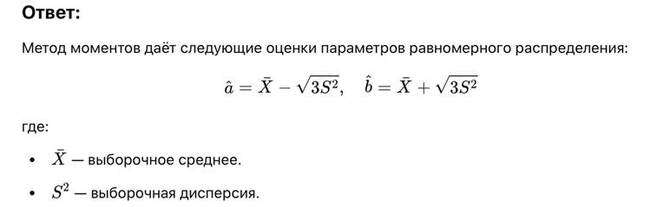 Ответ:
Метод моментов даёт следующие оценки параметров равномерного распределения:
â = X̄ − √3S², b̂ = X̄ + √3S²
где:
• X̄ — выборочное среднее.
• S² — выборочная дисперсия.